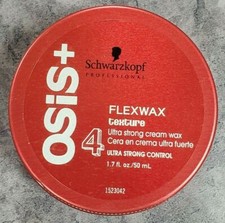 Schwarzkopf
PROFESSIONAL
OSIS+
FLEXWAX
texture
4
Ultra strong cream wax
Cera en crema ultra fuerte
ULTRA STRONG CONTROL
1.7 fl.oz./50 mL
1523042